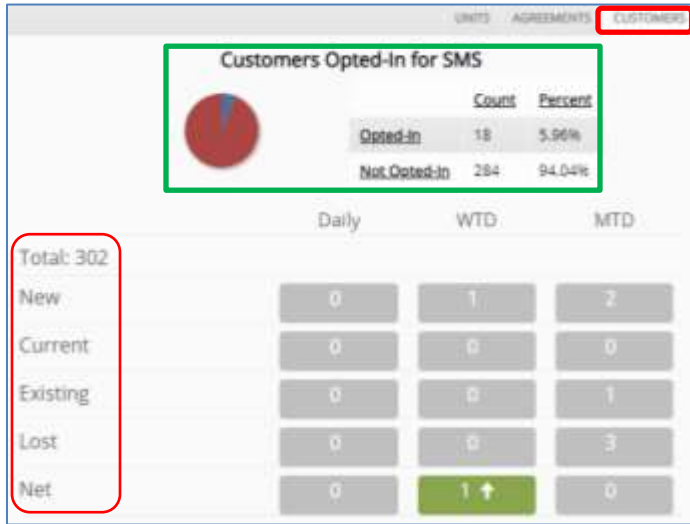 UNITS AGREEMENTS CUSTOMERS
Customers Opted-In for SMS
Count Percent
Opted-In 18 5.96%
Not Opted-In 284 94.04%
Daily WTD MTD
Total: 302
New 0 1 2
Current 0 0 0
Existing 0 0 1
Lost 0 0 3
Net 0 1 ↑ 0